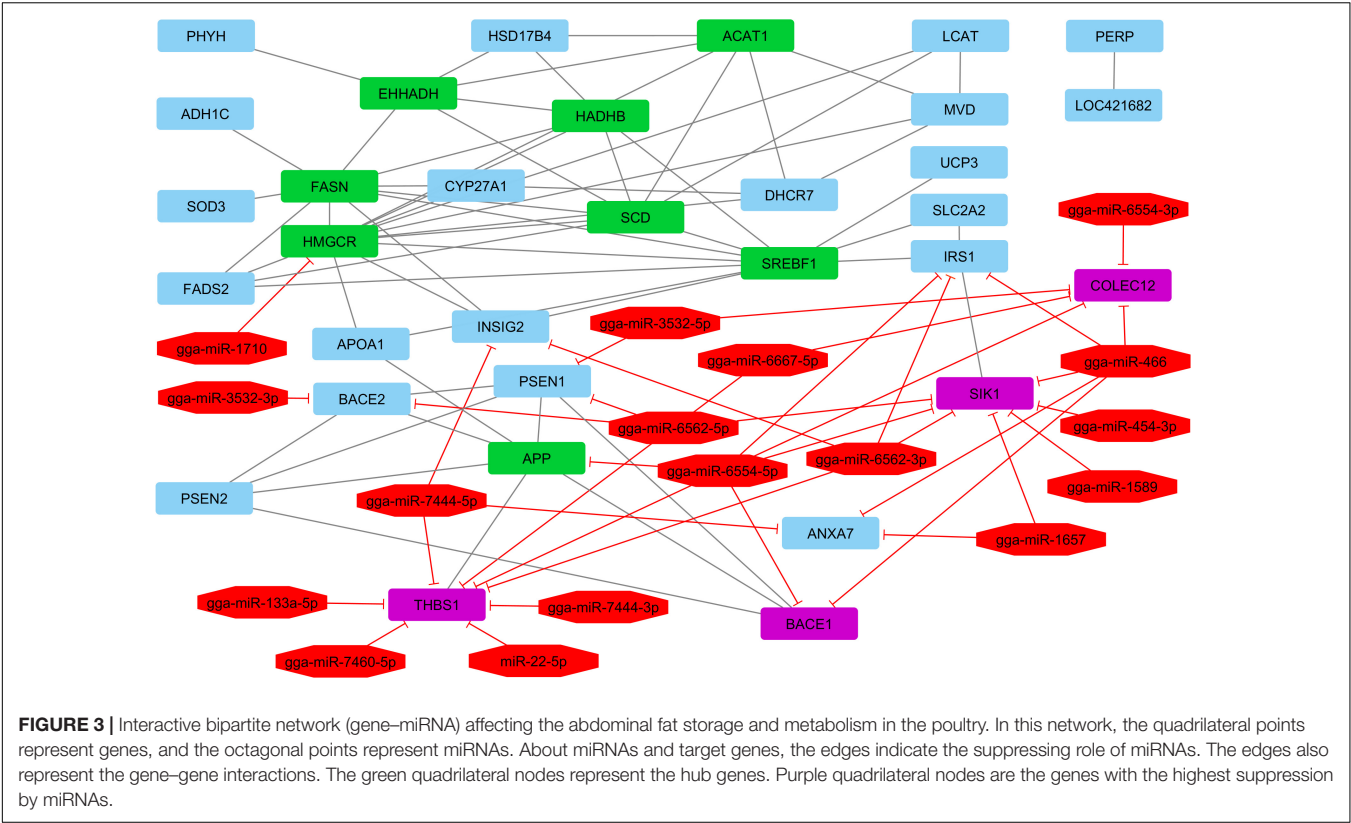 PHYH
HSD17B4
ACAT1
LCAT
PERP
EHHADH
ADH1C
HADHB
MVD
LOC421682
UCP3
FASN
CYP27A1
DHCR7
SOD3
SCD
SLC2A2
gga-miR-6554-3p
HMGCR
SREBF1
IRS1
COLEC12
FADS2
gga-miR-3532-5p
INSIG2
gga-miR-1710
APOA1
gga-miR-6667-5p
gga-miR-466
PSEN1
gga-miR-3532-3p
BACE2
SIK1
gga-miR-6562-5p
gga-miR-454-3p
APP
gga-miR-6554-5p
gga-miR-6562-3p
gga-miR-1589
PSEN2
gga-miR-7444-5p
ANXA7
gga-miR-1657
gga-miR-133a-5p
THBS1
gga-miR-7444-3p
BACE1
gga-miR-7460-5p
miR-22-5p
FIGURE 3 | Interactive bipartite network (gene–miRNA) affecting the abdominal fat storage and metabolism in the poultry. In this network, the quadrilateral points
represent genes, and the octagonal points represent miRNAs. About miRNAs and target genes, the edges indicate the suppressing role of miRNAs. The edges also
represent the gene–gene interactions. The green quadrilateral nodes represent the hub genes. Purple quadrilateral nodes are the genes with the highest suppression
by miRNAs.